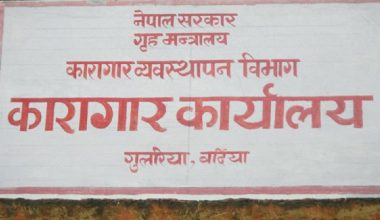 नेपाल सरकार
गृह मन्त्रालय
कारागार व्यवस्थापन विभाग
कारागार कार्यालय
गुलरिया, बर्दिया